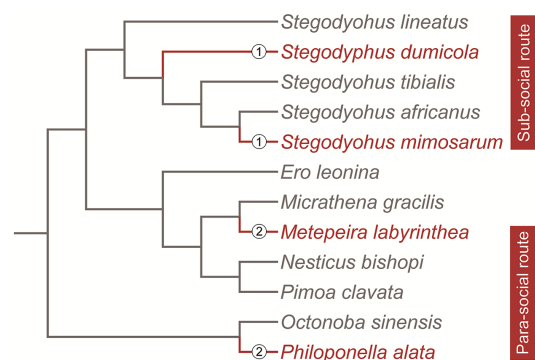 Stegodyohus lineatus
1 Stegodyphus dumicola
Stegodyohus tibialis
Stegodyohus africanus
1 Stegodyohus mimosarum
Sub-social route
Ero leonina
Micrathena gracilis
2 Metepeira labyrinthea
Nesticus bishopi
Pimoa clavata
Octonoba sinensis
2 Philoponella alata
Para-social route